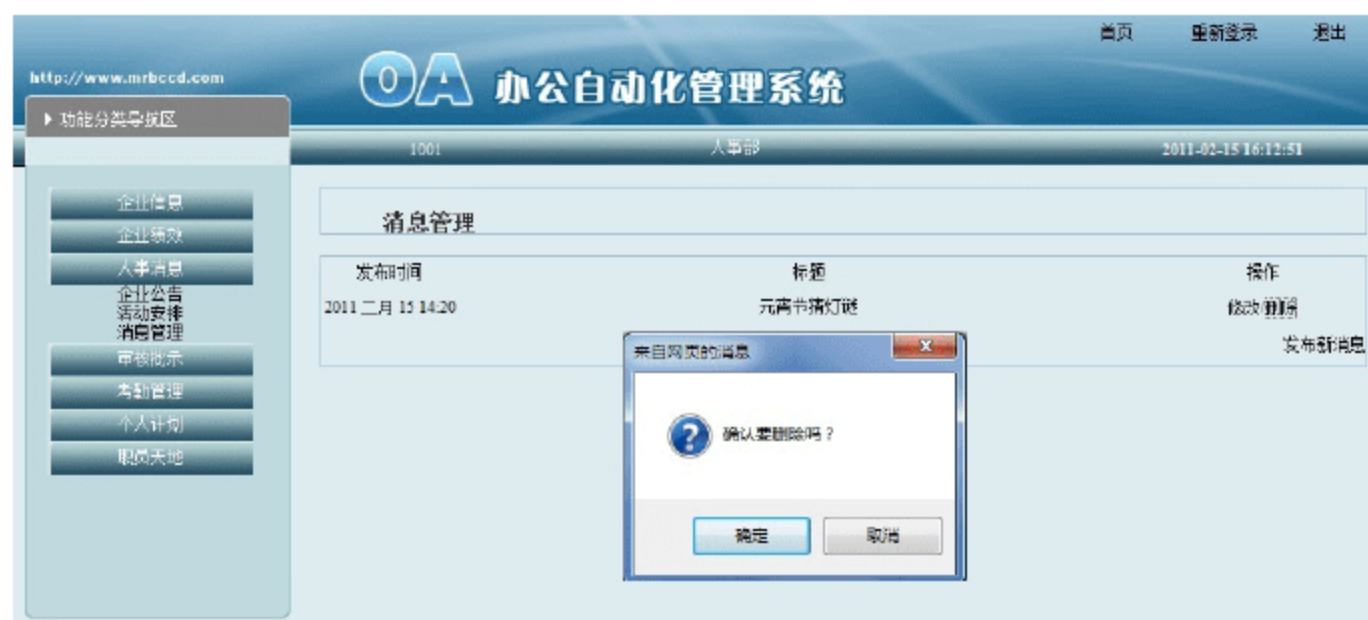 首页 重新登录 退出
http://www.mrbccd.com
OA 办公自动化管理系统
功能分类导航区
1001 人事部 2011-02-15 16:12:51
企业信息
企业绩效
人事消息
企业公告
活动安排
消息管理
审核批示
考勤管理
个人计划
职员天地
消息管理
发布时间 标题 操作
2011 二月 15 14:20 元宵节猜灯谜 修改/删除
发布新消息
来自网页的消息
确认要删除吗？
确定 取消